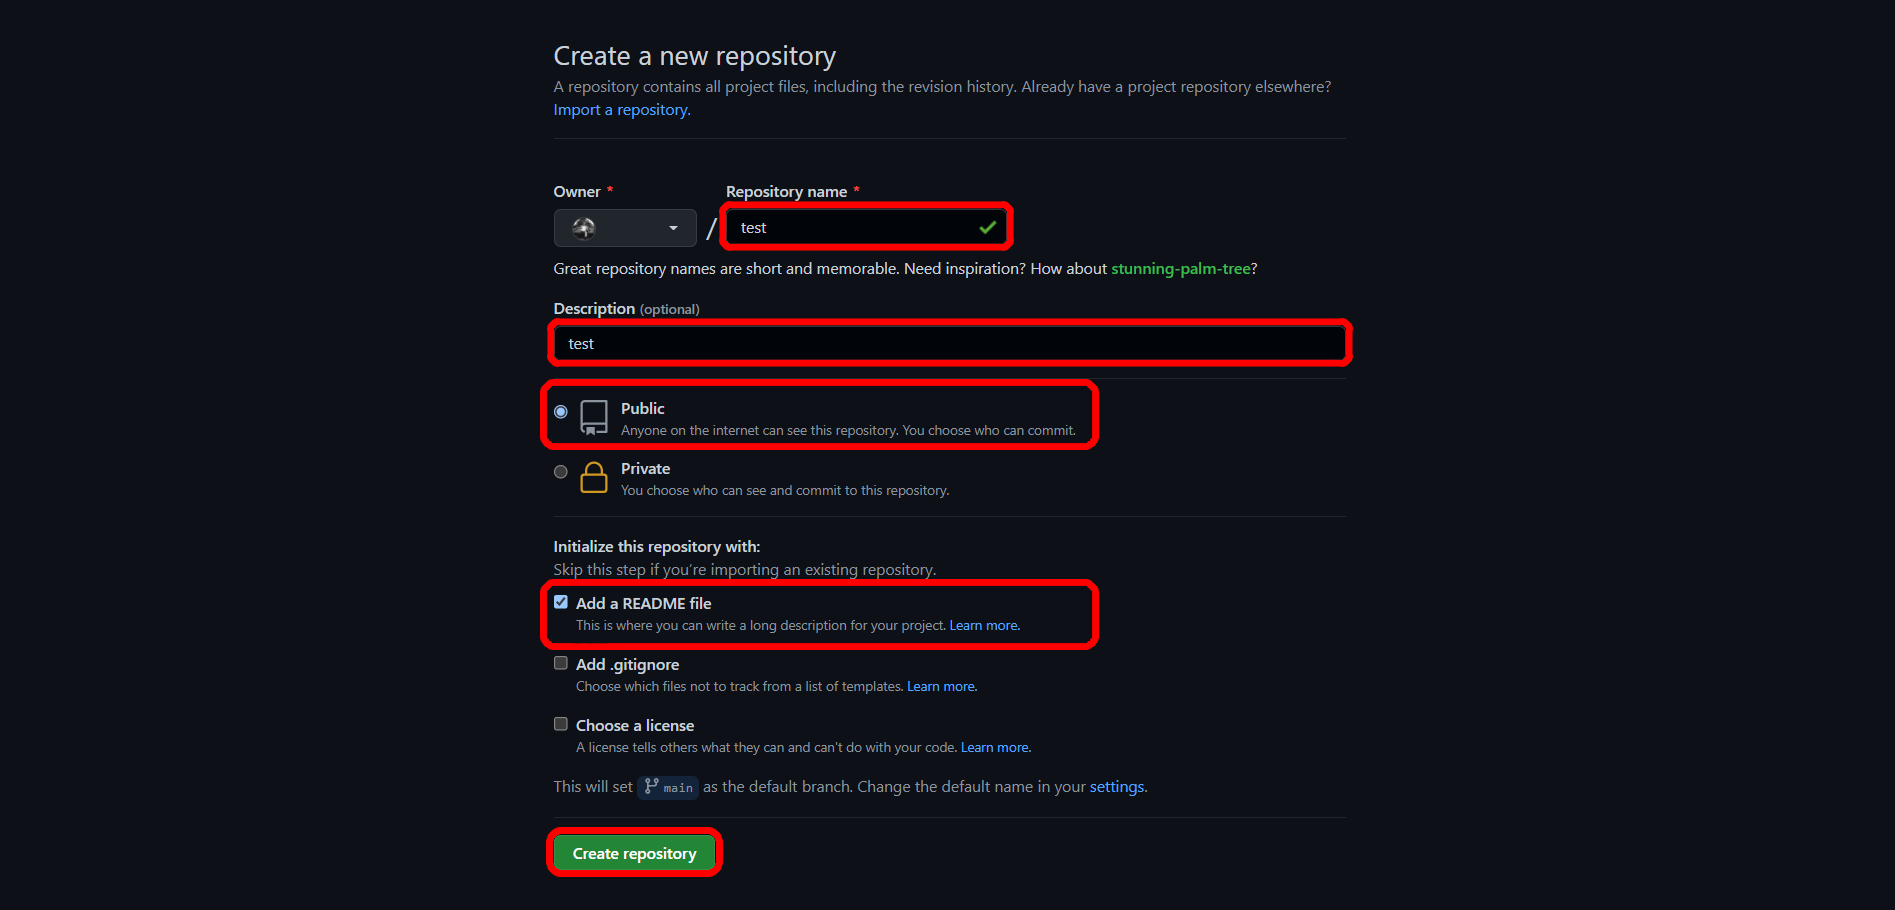 Create a new repository
A repository contains all project files, including the revision history. Already have a project repository elsewhere?
Import a repository.
Owner * Repository name *
/ test
Great repository names are short and memorable. Need inspiration? How about stunning-palm-tree?
Description (optional)
test
Public
Anyone on the internet can see this repository. You choose who can commit.
Private
You choose who can see and commit to this repository.
Initialize this repository with:
Skip this step if you're importing an existing repository.
Add a README file
This is where you can write a long description for your project. Learn more.
Add .gitignore
Choose which files not to track from a list of templates. Learn more.
Choose a license
A license tells others what they can and can't do with your code. Learn more.
This will set main as the default branch. Change the default name in your settings.
Create repository